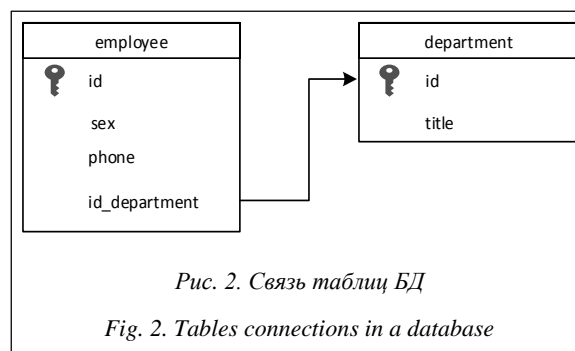 employee
id
sex
phone
id_department
department
id
title
Рис. 2. Связь таблиц БД
Fig. 2. Tables connections in a database